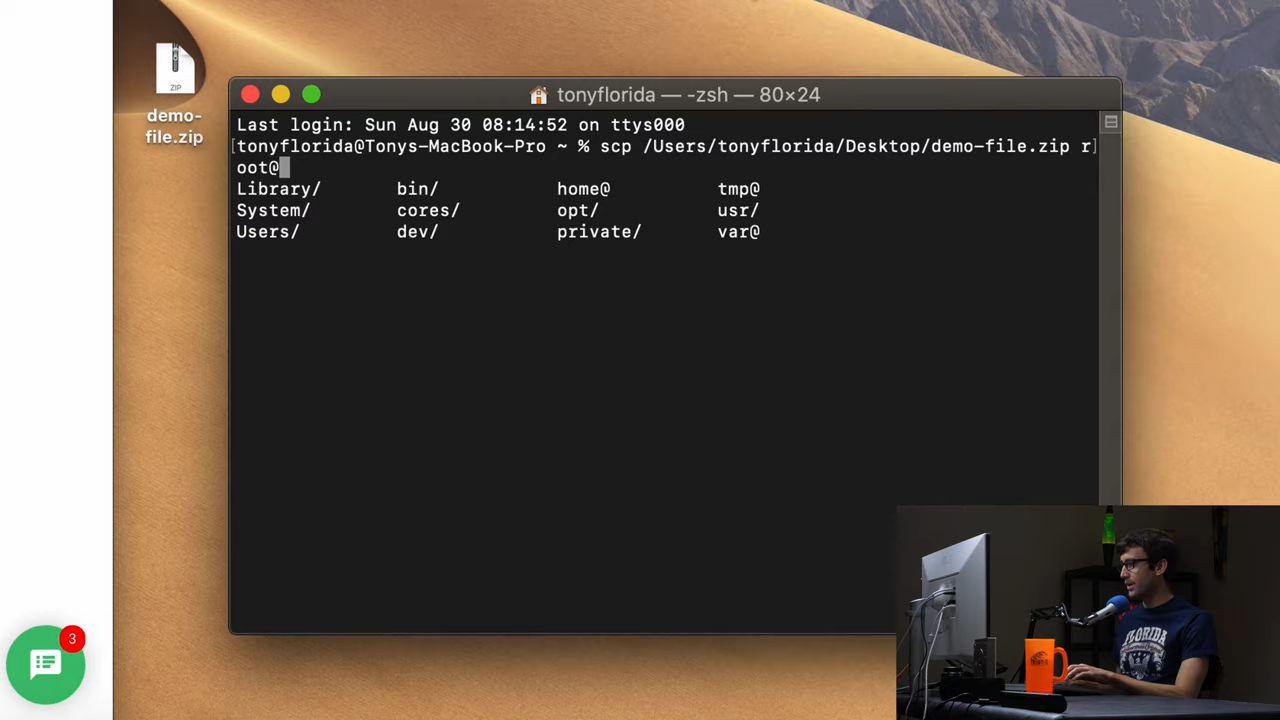 ZIP
demo-
file.zip
tonyflorida — -zsh — 80×24
Last login: Sun Aug 30 08:14:52 on ttys000
tonyflorida@Tonys-MacBook-Pro ~ % scp /Users/tonyflorida/Desktop/demo-file.zip r
oot@
Library/ bin/ home@ tmp@
System/ cores/ opt/ usr/
Users/ dev/ private/ var@
3
FLORIDA